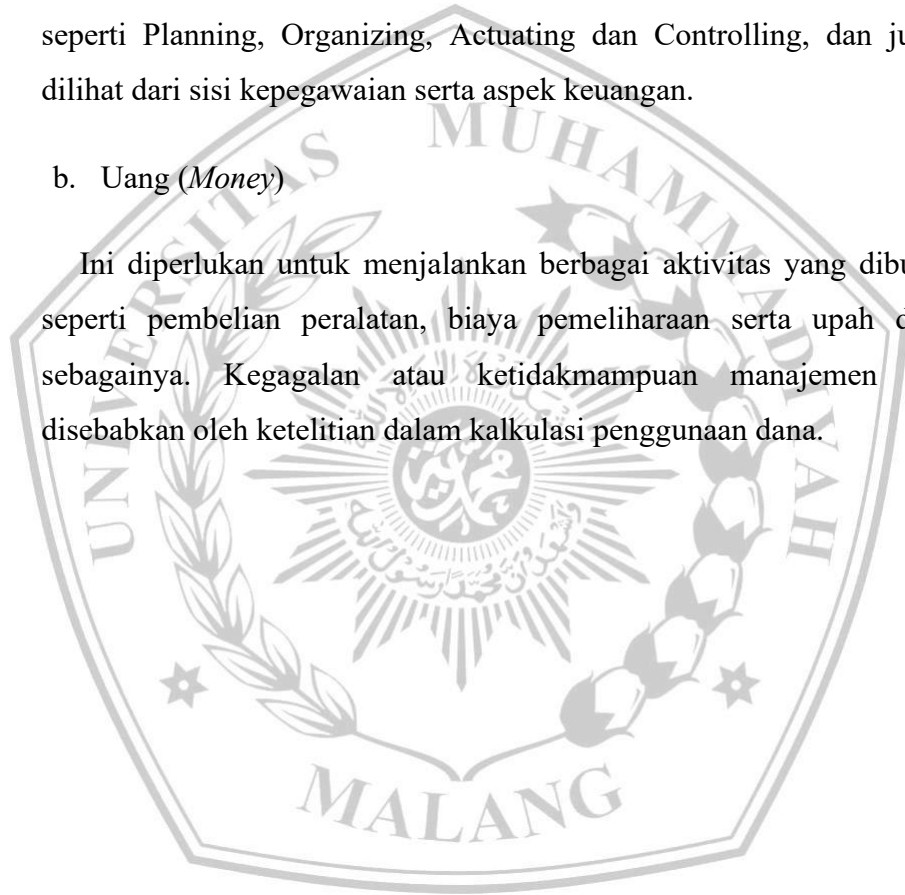 seperti Planning, Organizing, Actuating dan Controlling, dan ju
dilihat dari sisi kepegawaian serta aspek keuangan.
b. Uang (Money)
Ini diperlukan untuk menjalankan berbagai aktivitas yang dibu
seperti pembelian peralatan, biaya pemeliharaan serta upah d
sebagainya. Kegagalan atau ketidakmampuan manajemen
disebabkan oleh ketelitian dalam kalkulasi penggunaan dana.
UNIVERSITAS MUHAMMADIYAH
MALANG